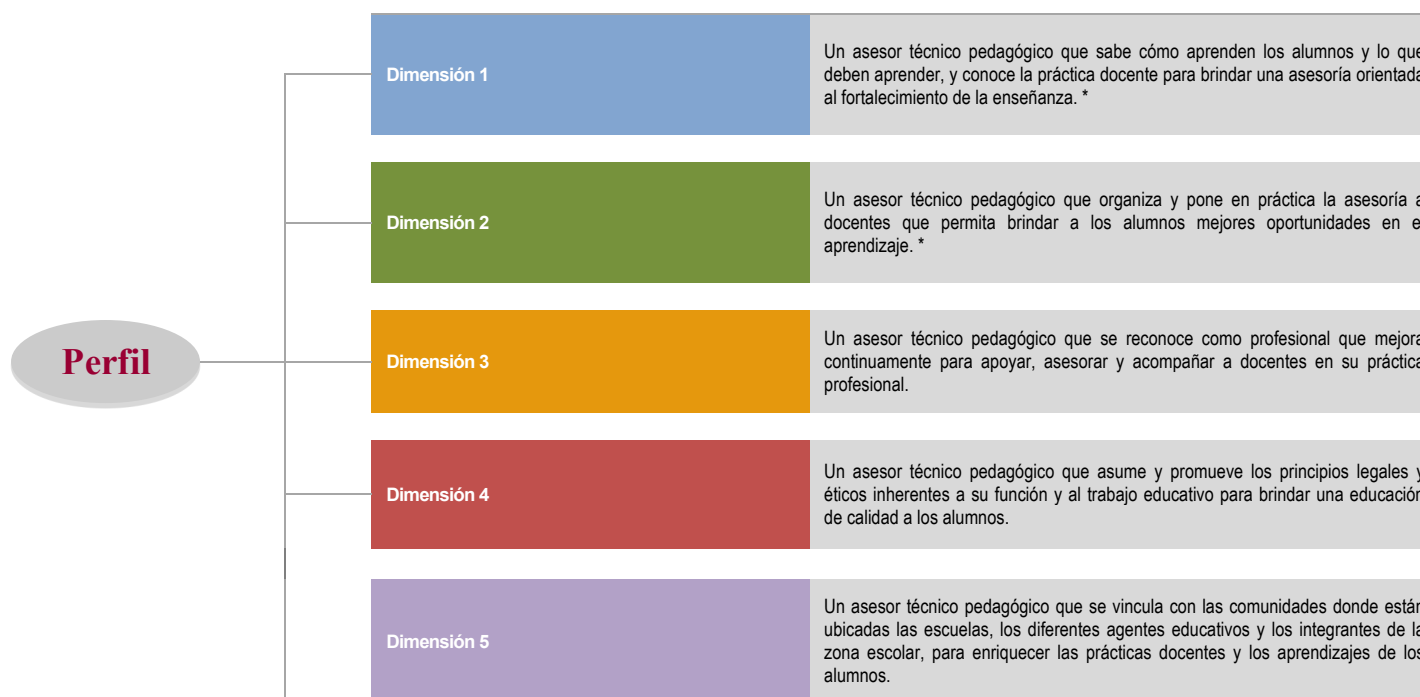 Perfil
Dimensión 1
Un asesor técnico pedagógico que sabe cómo aprenden los alumnos y lo que
deben aprender, y conoce la práctica docente para brindar una asesoría orientada
al fortalecimiento de la enseñanza. *
Dimensión 2
Un asesor técnico pedagógico que organiza y pone en práctica la asesoría a
docentes que permita brindar a los alumnos mejores oportunidades en el
aprendizaje. *
Dimensión 3
Un asesor técnico pedagógico que se reconoce como profesional que mejora
continuamente para apoyar, asesorar y acompañar a docentes en su práctica
profesional.
Dimensión 4
Un asesor técnico pedagógico que asume y promueve los principios legales y
éticos inherentes a su función y al trabajo educativo para brindar una educación
de calidad a los alumnos.
Dimensión 5
Un asesor técnico pedagógico que se vincula con las comunidades donde están
ubicadas las escuelas, los diferentes agentes educativos y los integrantes de la
zona escolar, para enriquecer las prácticas docentes y los aprendizajes de los
alumnos.